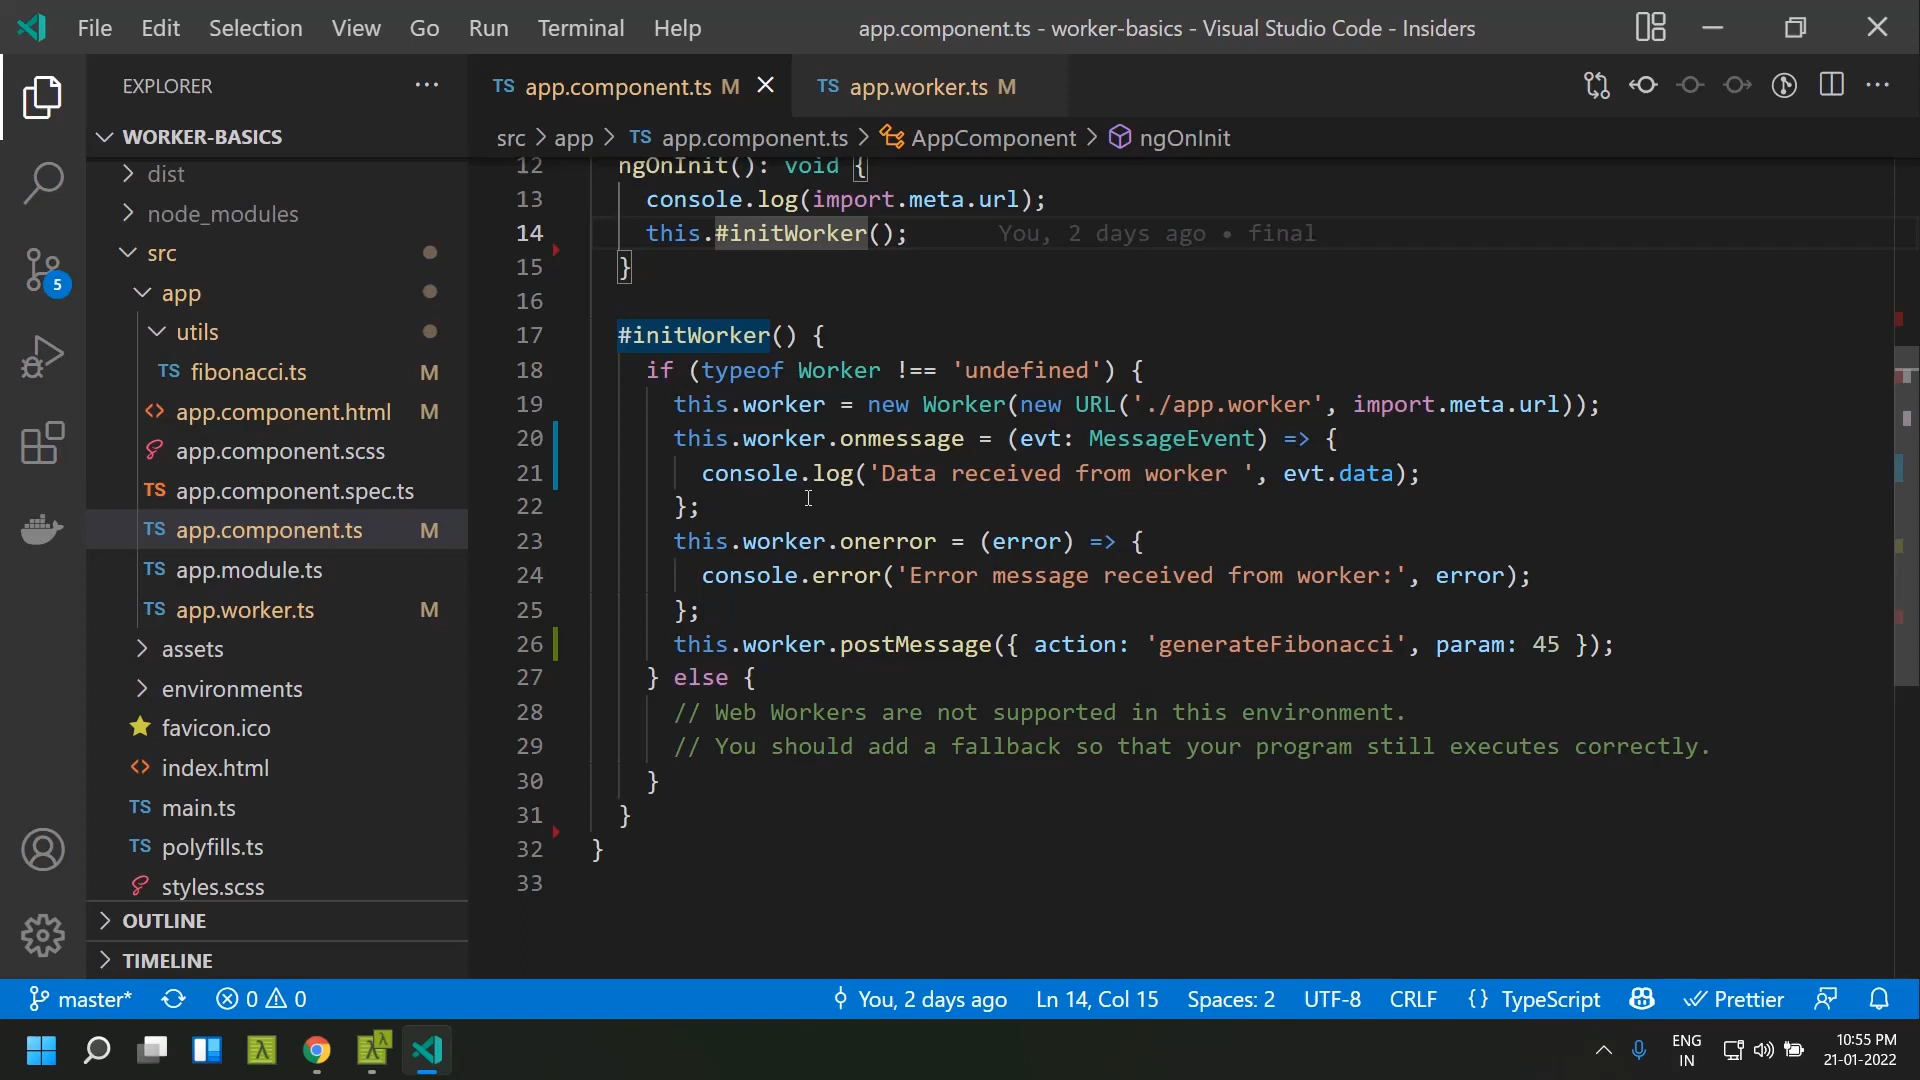 File Edit Selection View Go Run Terminal Help app.component.ts - worker-basics - Visual Studio Code - Insiders
EXPLORER ···
TS app.component.ts M TS app.worker.ts M
WORKER-BASICS
src > app > TS app.component.ts > AppComponent > ngOnInit
dist
node_modules
src
app
utils
TS fibonacci.ts M
app.component.html M
app.component.scss
TS app.component.spec.ts
TS app.component.ts M
TS app.module.ts
TS app.worker.ts M
assets
environments
favicon.ico
index.html
TS main.ts
TS polyfills.ts
styles.scss
OUTLINE
TIMELINE
5
12 ngOnInit(): void {
13 console.log(import.meta.url);
14 this.#initWorker(); You, 2 days ago • final
15 }
16
17 #initWorker() {
18 if (typeof Worker !== 'undefined') {
19 this.worker = new Worker(new URL('./app.worker', import.meta.url));
20 this.worker.onmessage = (evt: MessageEvent) => {
21 console.log('Data received from worker ', evt.data);
22 };
23 this.worker.onerror = (error) => {
24 console.error('Error message received from worker:', error);
25 };
26 this.worker.postMessage({ action: 'generateFibonacci', param: 45 });
27 } else {
28 // Web Workers are not supported in this environment.
29 // You should add a fallback so that your program still executes correctly.
30 }
31 }
32 }
33
master* 0 0 You, 2 days ago Ln 14, Col 15 Spaces: 2 UTF-8 CRLF {} TypeScript Prettier
ENG
IN
10:55 PM
21-01-2022